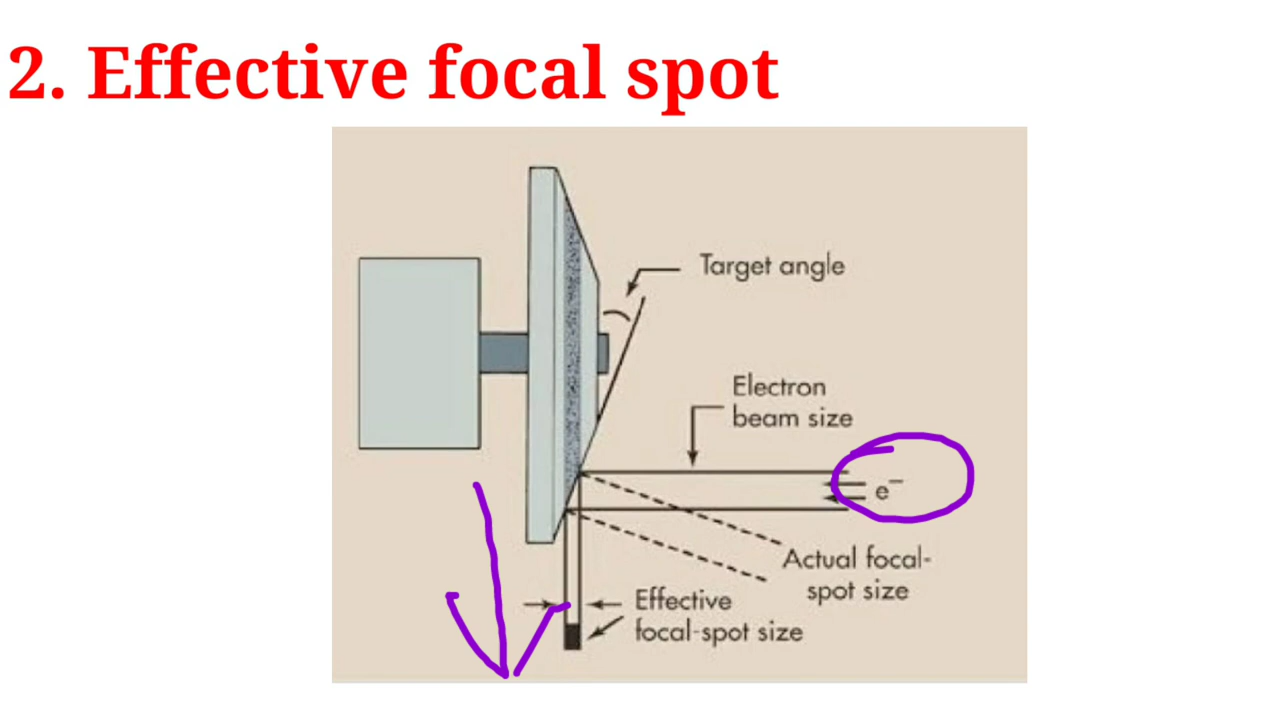 2. Effective focal spot
Target angle
Electron
beam size
e−
Actual focal-
spot size
Effective
focal-spot size